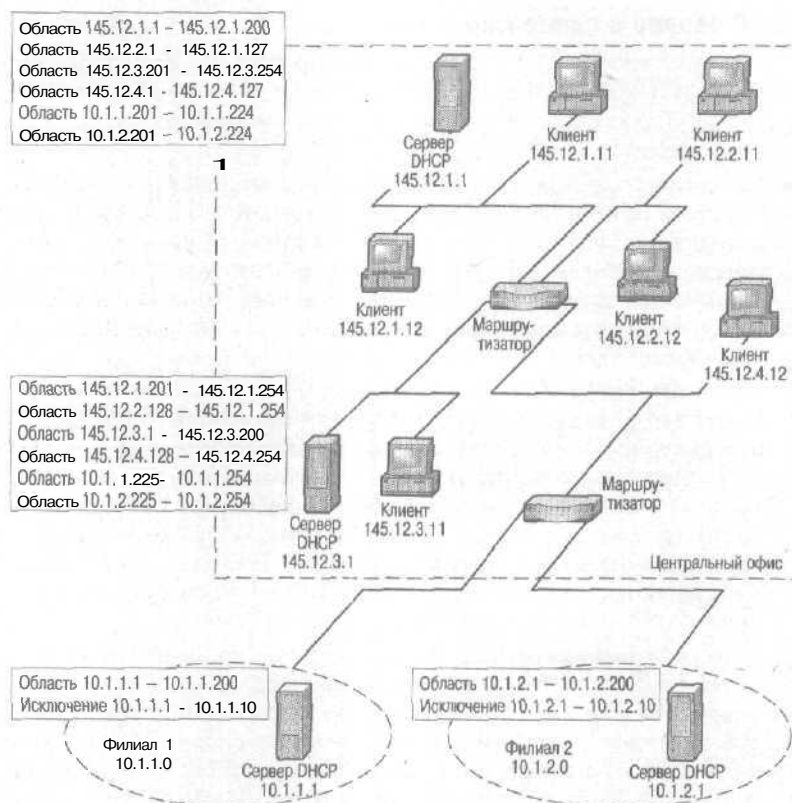 Область 145.12.1.1 – 145.12.1.200
Область 145.12.2.1 - 145.12.1.127
Область 145.12.3.201 - 145.12.3.254
Область 145.12.4.1 - 145.12.4.127
Область 10.1.1.201 – 10.1.1.224
Область 10.1.2.201 – 10.1.2.224
1
Сервер
DHCP
145.12.1.1
Клиент
145.12.1.11
Клиент
145.12.2.11
Клиент
145.12.1.12
Маршру-
тизатор
Клиент
145.12.2.12
Клиент
145.12.4.12
Область 145.12.1.201 - 145.12.1.254
Область 145.12.2.128 – 145.12.1.254
Область 145.12.3.1 - 145.12.3.200
Область 145.12.4.128 – 145.12.4.254
Область 10.1, 1.225- 10.1.1.254
Область 10.1.2.225 – 10.1.2,254
Сервер
DHCP
145.12.3.1
Клиент
145.12.3.11
Маршру-
тизатор
Центральный офис
Область 10.1.1.1 – 10.1.1.200
Исключение 10.1.1.1 - 10.1.1.10
Филиал 1
10.1.1.0
Сервер DHCP
10.1.1.1
Область 10.1.2.1 – 10.1.2.200
Исключение 10.1.2.1 – 10.1.2.10
Филиал 2
10.1.2.0
Сервер DHCP
10.1.2.1